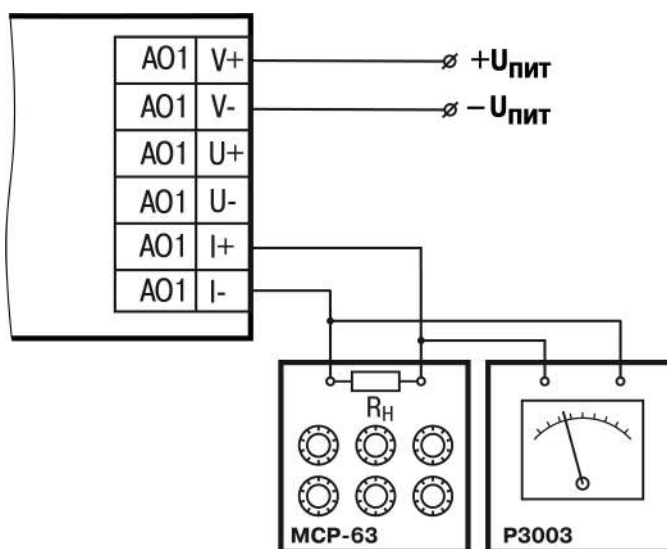 AO1 V+ +Uпит
AO1 V- −Uпит
AO1 U+
AO1 U-
AO1 I+
AO1 I-
RН
МСР-63 Р3003